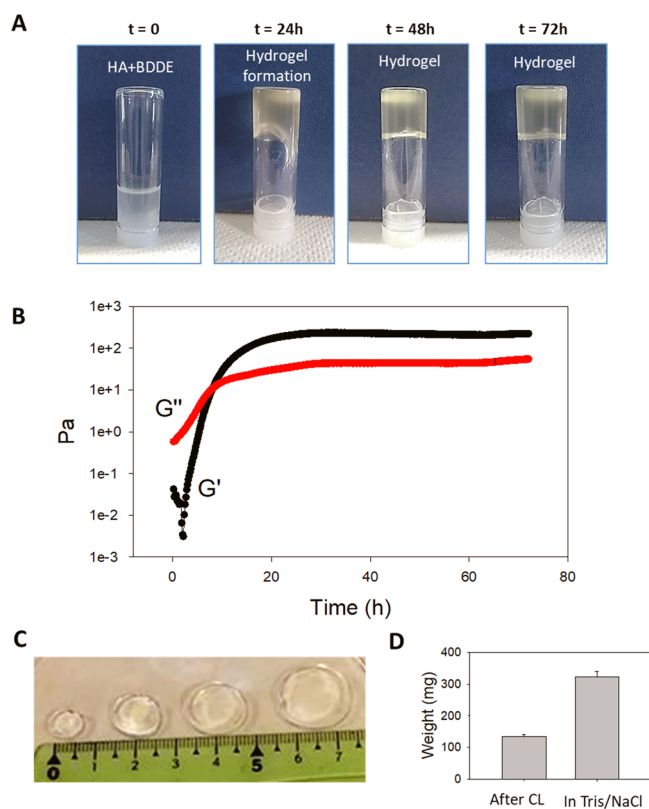 A
t = 0
t = 24h
t = 48h
t = 72h
HA+BDDE
Hydrogel
formation
Hydrogel
Hydrogel
B
1e+3
1e+2
1e+1
1e+0
1e-1
1e-2
1e-3
Pa
G"
G'
0
20
40
60
80
Time (h)
C
0
1
2
3
4
5
6
7
D
400
300
200
100
0
Weight (mg)
After CL
In Tris/NaCl